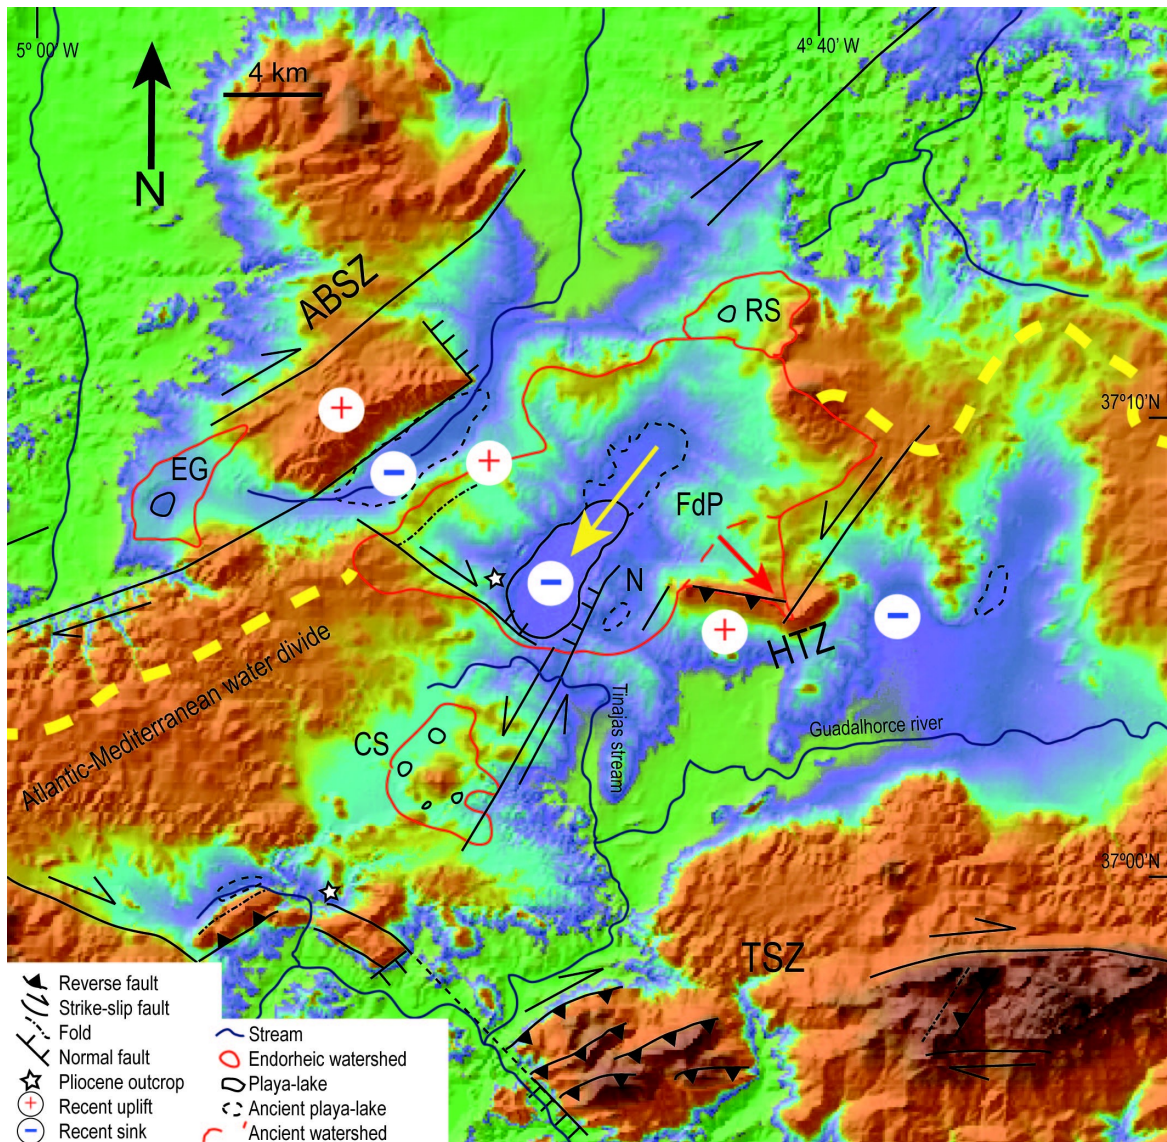 5º 00' W
4º 40' W
4 km
N
ABSZ
RS
37º10'N
EG
FdP
N
HTZ
Atlantic-Mediterranean water divide
Tinajas stream
Guadalhorce river
CS
37º00'N
TSZ
Reverse fault
Strike-slip fault
Fold
Normal fault
Pliocene outcrop
Recent uplift
Recent sink
Stream
Endorheic watershed
Playa-lake
Ancient playa-lake
Ancient watershed